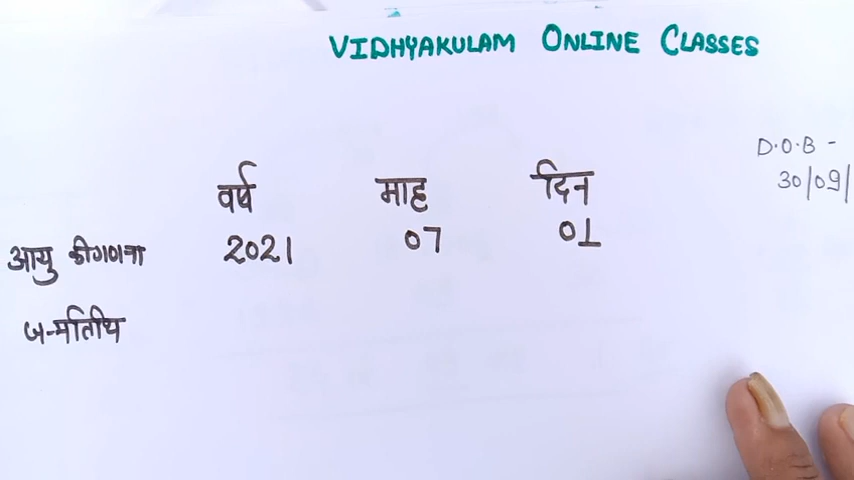 VIDHYAKULAM ONLINE CLASSES
D.O.B -
30/09/
वर्ष माह दिन
आयु की गणना 2021 07 01
जन्मतिथि